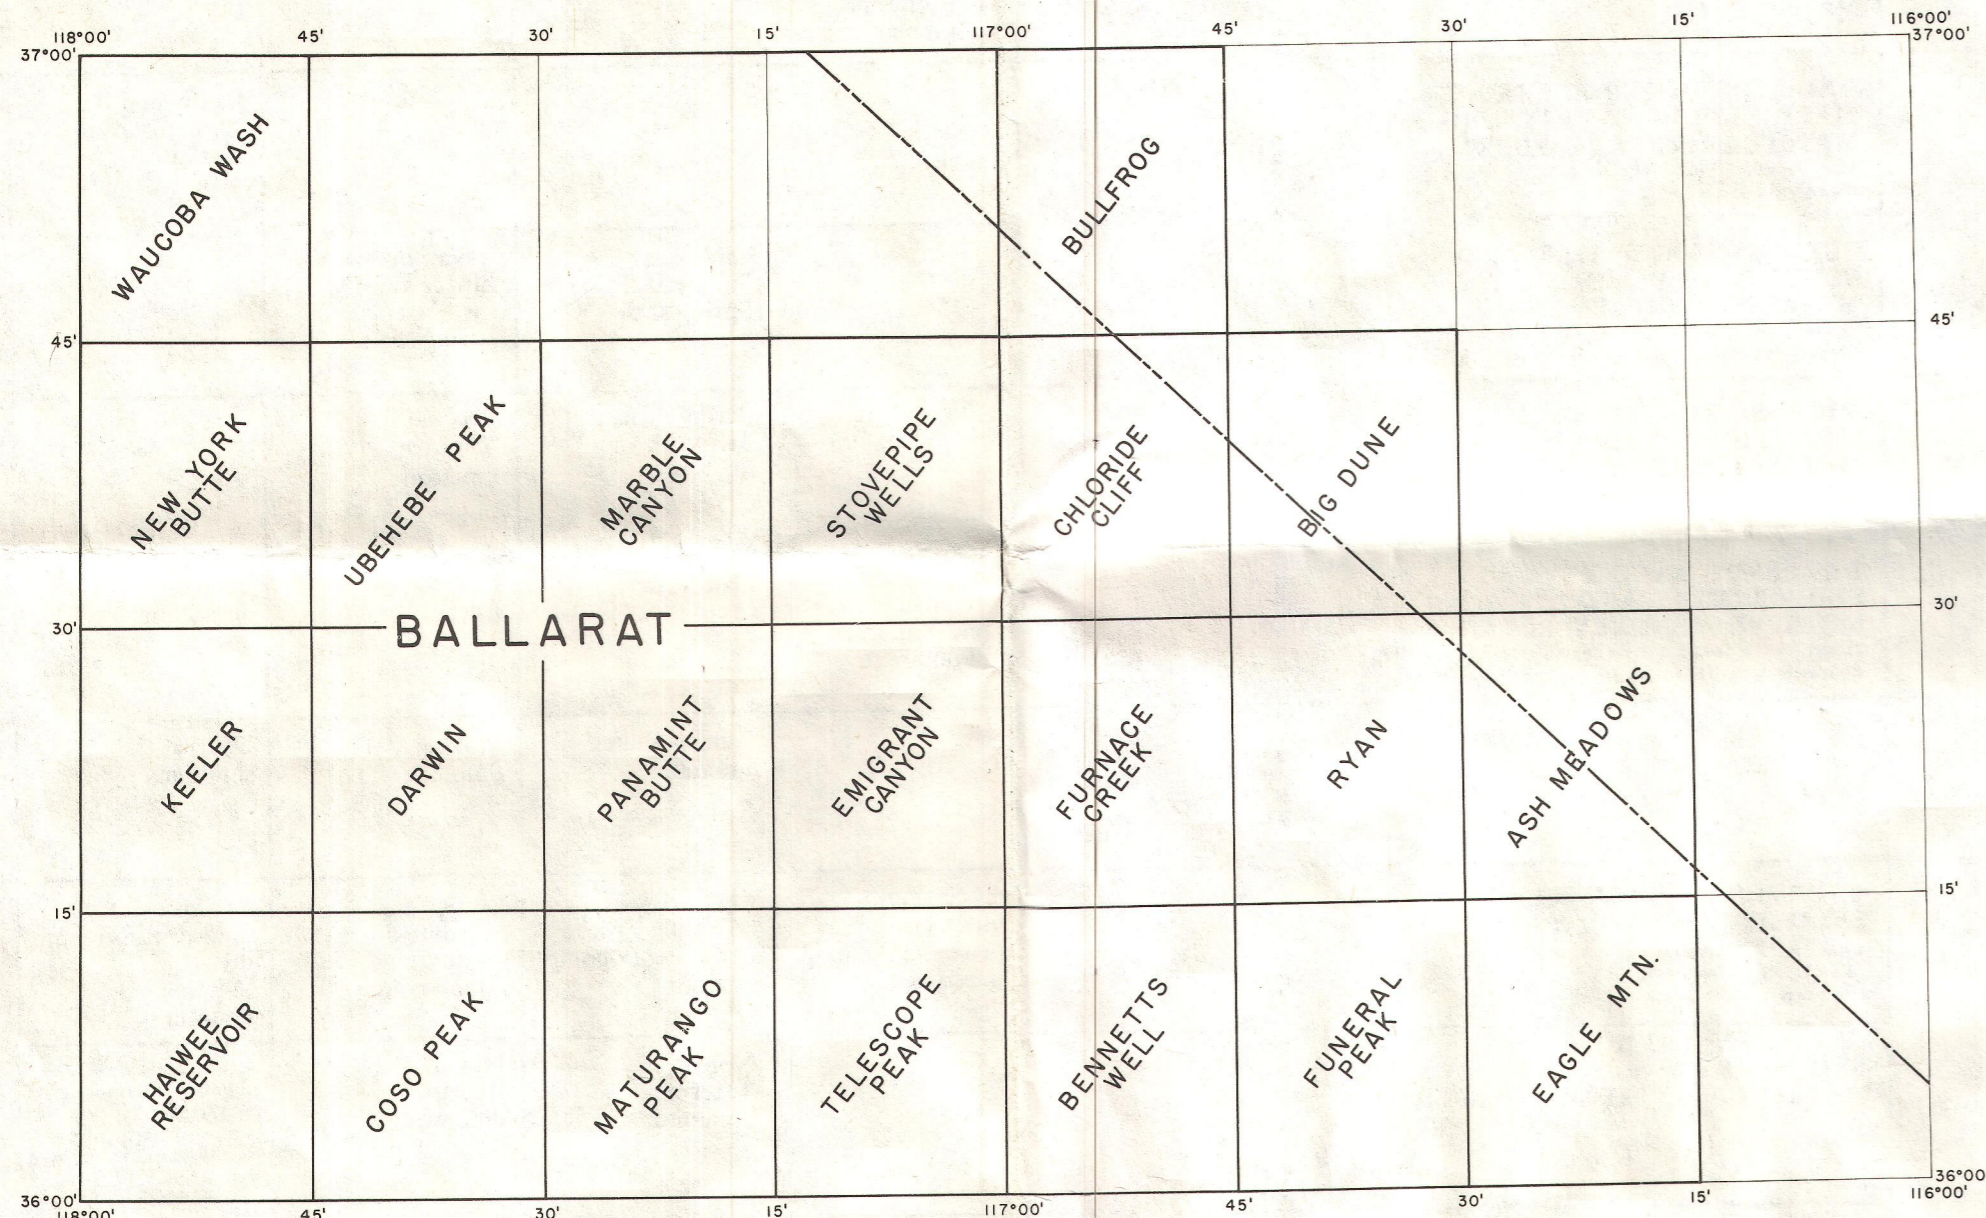 118°00'
45'
30'
15'
117°00'
45'
30'
15'
116°00'
37°00'
37°00'
WAUCOBA WASH
BULLFROG
45'
45'
NEW YORK
BUTTE
UBEHEBE PEAK
MARBLE
CANYON
STOVEPIPE
WELLS
CHLORIDE
CLIFF
BIG DUNE
30'
BALLARAT
30'
KEELER
DARWIN
PANAMINT
BUTTE
EMIGRANT
CANYON
FURNACE
CREEK
RYAN
ASH MEADOWS
15'
15'
HAIWEE
RESERVOIR
COSO PEAK
MATURANGO
PEAK
TELESCOPE
PEAK
BENNETTS
WELL
FUNERAL
PEAK
EAGLE MTN.
36°00'
36°00'
118°00'
45'
30'
15'
117°00'
45'
30'
15'
116°00'